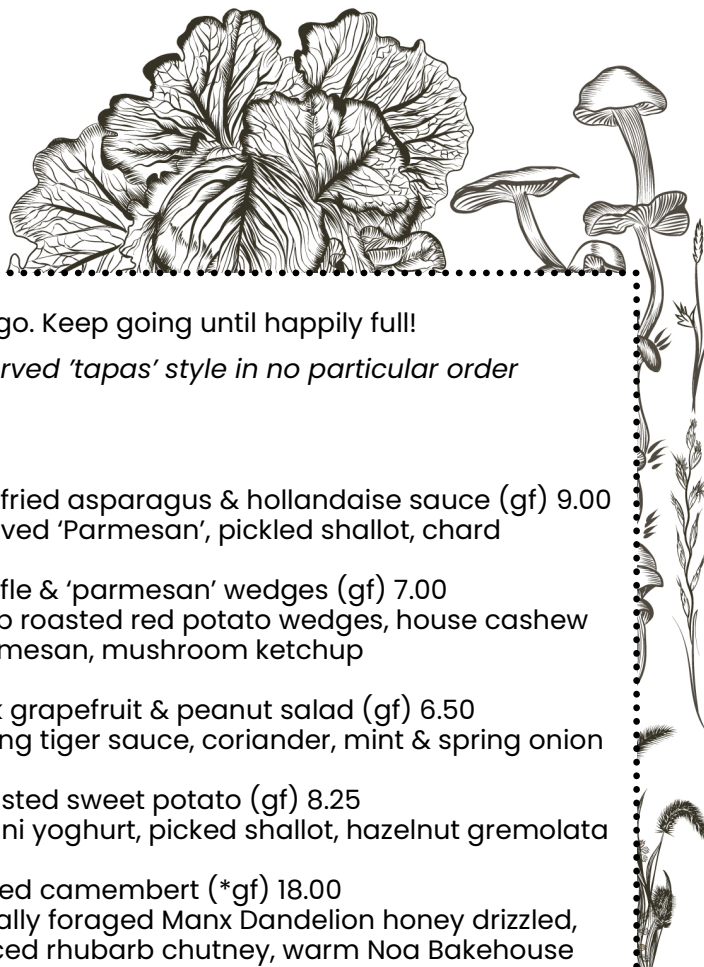 go. Keep going until happily full!
rved ’tapas’ style in no particular order
fried asparagus & hollandaise sauce (gf) 9.00
ved ‘Parmesan’, pickled shallot, chard
fle & ‘parmesan’ wedges (gf) 7.00
p roasted red potato wedges, house cashew
mesan, mushroom ketchup
k grapefruit & peanut salad (gf) 6.50
ng tiger sauce, coriander, mint & spring onion
sted sweet potato (gf) 8.25
ni yoghurt, picked shallot, hazelnut gremolata
ed camembert (*gf) 18.00
ally foraged Manx Dandelion honey drizzled,
ced rhubarb chutney, warm Noa Bakehouse